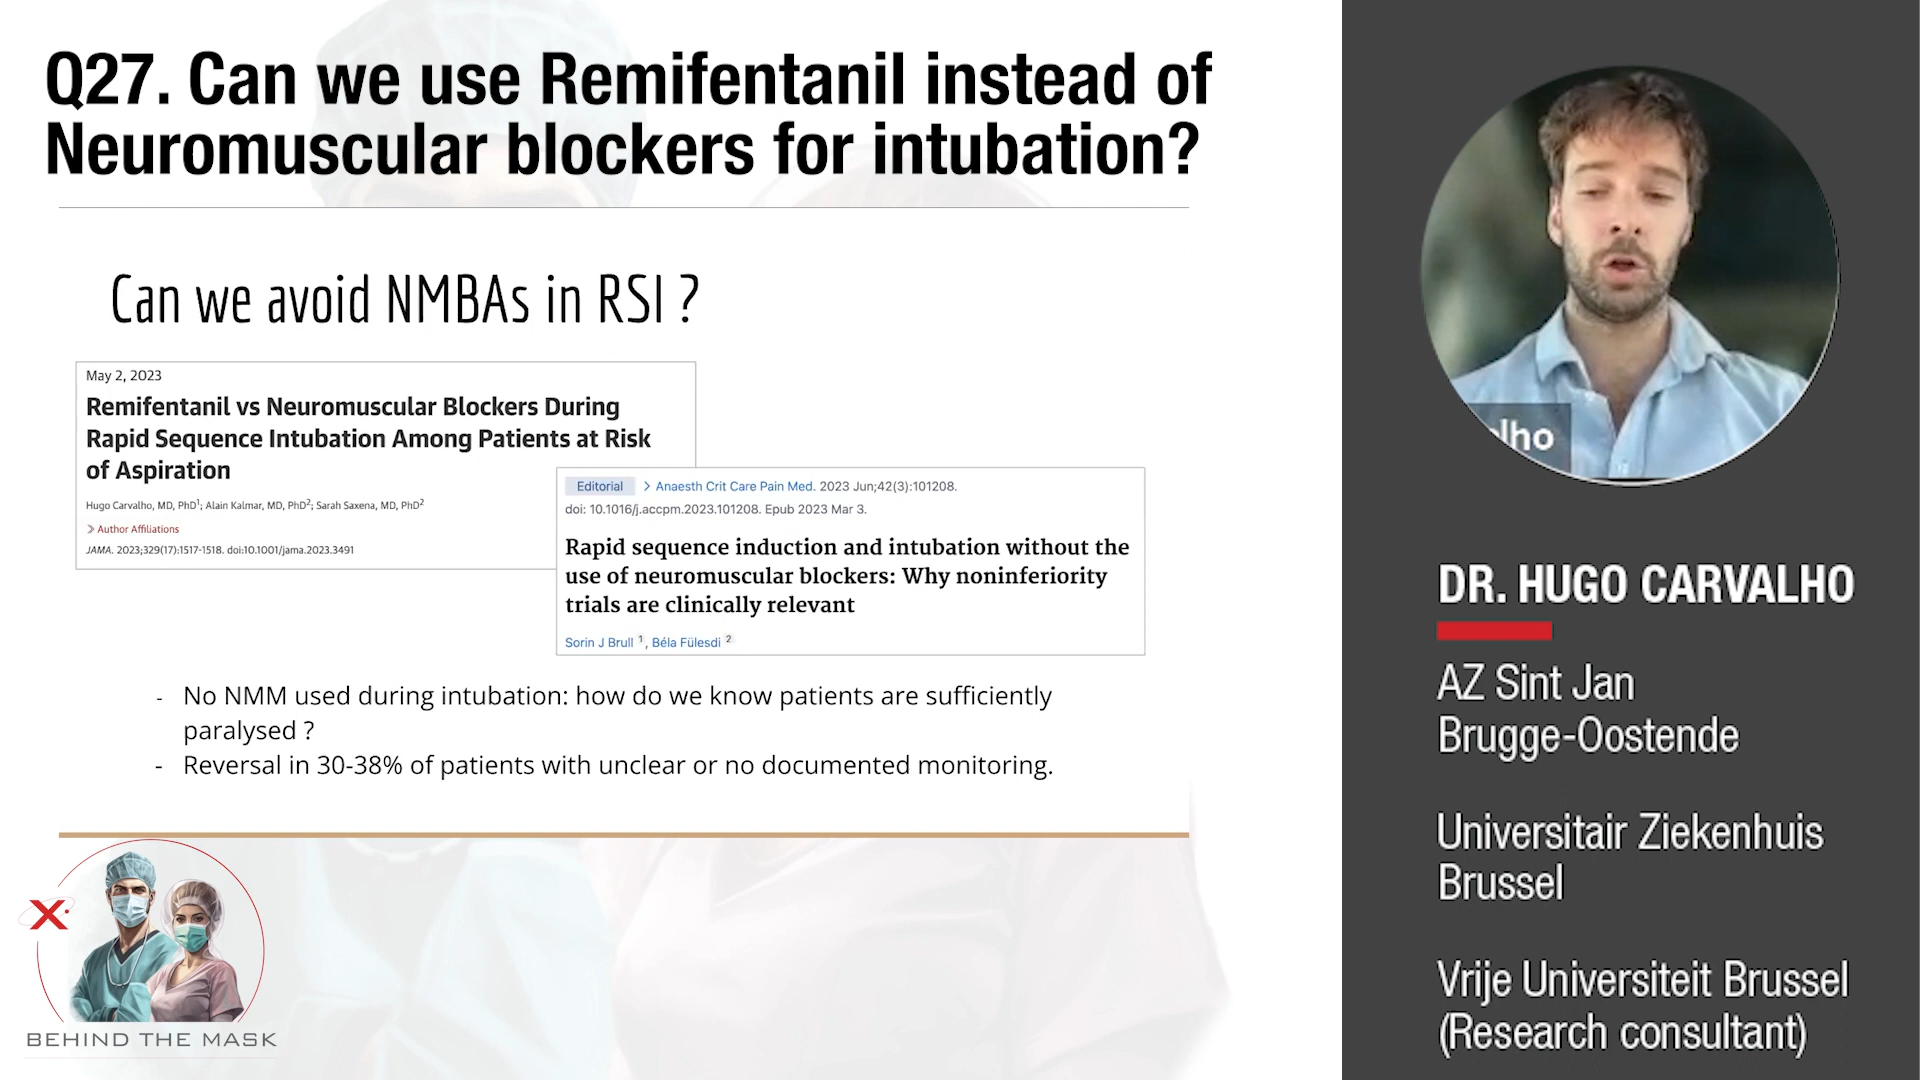 Q27. Can we use Remifentanil instead of
Neuromuscular blockers for intubation?
Can we avoid NMBAs in RSI ?
May 2, 2023
Remifentanil vs Neuromuscular Blockers During
Rapid Sequence Intubation Among Patients at Risk
of Aspiration
Hugo Carvalho, MD, PhD1; Alain Kalmar, MD, PhD2; Sarah Saxena, MD, PhD2
» Author Affiliations
JAMA. 2023;329(17):1517-1518. doi:10.1001/jama.2023.3491
Editorial > Anaesth Crit Care Pain Med. 2023 Jun;42(3):101208.
doi: 10.1016/j.accpm.2023.101208. Epub 2023 Mar 3.
Rapid sequence induction and intubation without the
use of neuromuscular blockers: Why noninferiority
trials are clinically relevant
Sorin J Brull 1, Béla Fülesdi 2
- No NMM used during intubation: how do we know patients are sufficiently
paralysed ?
- Reversal in 30-38% of patients with unclear or no documented monitoring.
X
BEHIND THE MASK
lho
DR. HUGO CARVALHO
AZ Sint Jan
Brugge-Oostende
Universitair Ziekenhuis
Brussel
Vrije Universiteit Brussel
(Research consultant)